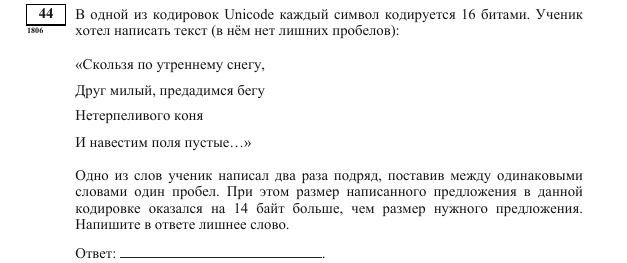 44
1806
В одной из кодировок Unicode каждый символ кодируется 16 битами. Ученик
хотел написать текст (в нём нет лишних пробелов):
«Скользя по утреннему снегу,
Друг милый, предадимся бегу
Нетерпеливого коня
И навестим поля пустые…»
Одно из слов ученик написал два раза подряд, поставив между одинаковыми
словами один пробел. При этом размер написанного предложения в данной
кодировке оказался на 14 байт больше, чем размер нужного предложения.
Напишите в ответе лишнее слово.
Ответ: ___________________________.